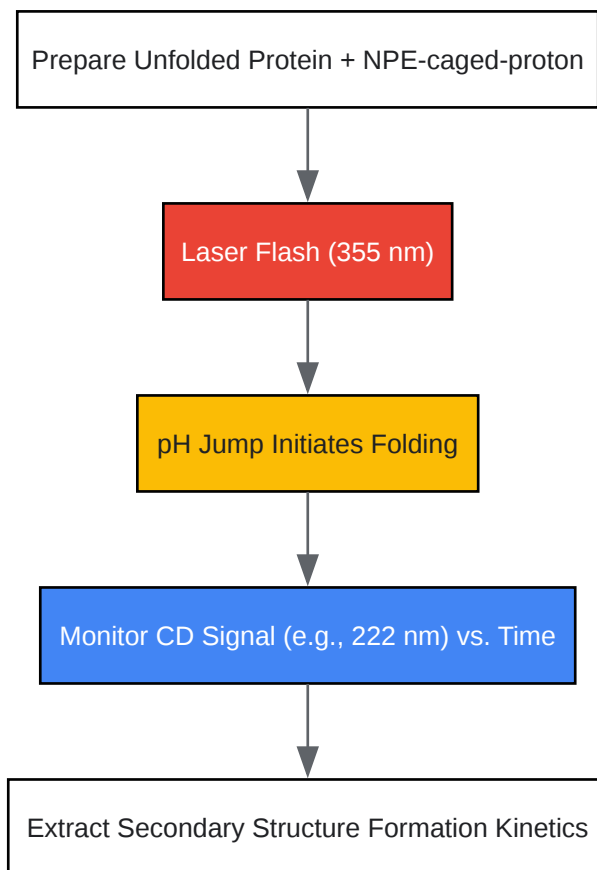 Prepare Unfolded Protein + NPE-caged-proton
Laser Flash (355 nm)
pH Jump Initiates Folding
Monitor CD Signal (e.g., 222 nm) vs. Time
Extract Secondary Structure Formation Kinetics